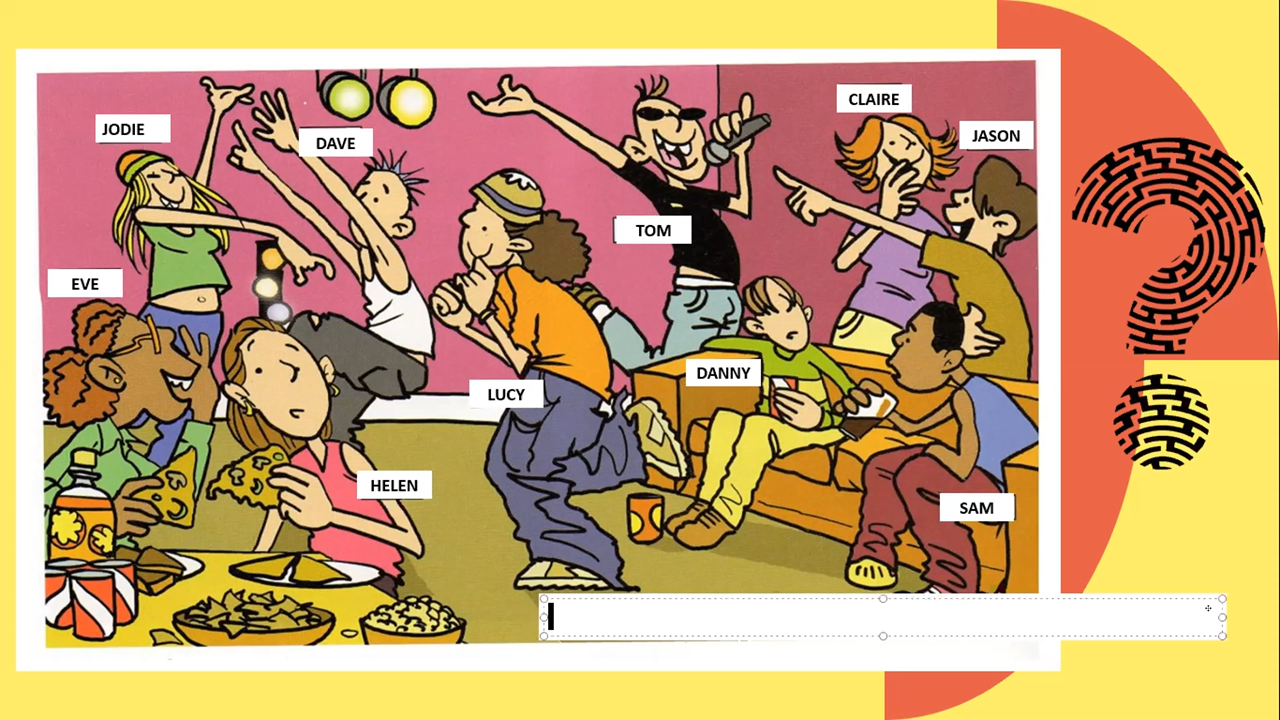 CLAIRE
JODIE
DAVE
JASON
TOM
EVE
DANNY
LUCY
HELEN
SAM